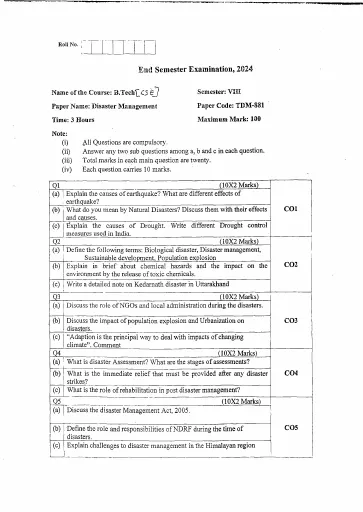 Roll No.
End Semester Examination, 2024
Name of the Course: B.Tech [CSE]
Semester: VIII
Paper Name: Disaster Management
Paper Code: TDM-881
Time: 3 Hours
Maximum Mark: 100
Note:
(i) All Questions are compulsory.
(ii) Answer any two sub questions among a, b and c in each question.
(iii) Total marks in each main question are twenty.
(iv) Each question carries 10 marks.
Q1 (10X2 Marks)
(a) Explain the causes of earthquake? What are different effects of
earthquake?
(b) What do you mean by Natural Disasters? Discuss them with their effects
and causes.
CO1
(c) Explain the causes of Drought. Write different Drought control
measures used in India.
Q2 (10X2 Marks)
(a) Define the following terms: Biological disaster, Disaster management,
Sustainable development, Population explosion
(b) Explain in brief about chemical hazards and the impact on the
environment by the release of toxic chemicals.
CO2
(c) Write a detailed note on Kedarnath disaster in Uttarakhand
Q3 (10X2 Marks)
(a) Discuss the role of NGOs and local administration during the disasters.
(b) Discuss the impact of population explosion and Urbanization on
disasters.
CO3
(c) "Adaption is the principal way to deal with impacts of changing
climate". Comment
Q4 (10X2 Marks)
(a) What is disaster Assessment? What are the stages of assessments?
(b) What is the immediate relief that must be provided after any disaster
strikes?
CO4
(c) What is the role of rehabilitation in post disaster management?
Q5 (10X2 Marks)
(a) Discuss the disaster Management Act, 2005.
(b) Define the role and responsibilities of NDRF during the time of
disasters.
CO5
(c) Explain challenges to disaster management in the Himalayan region